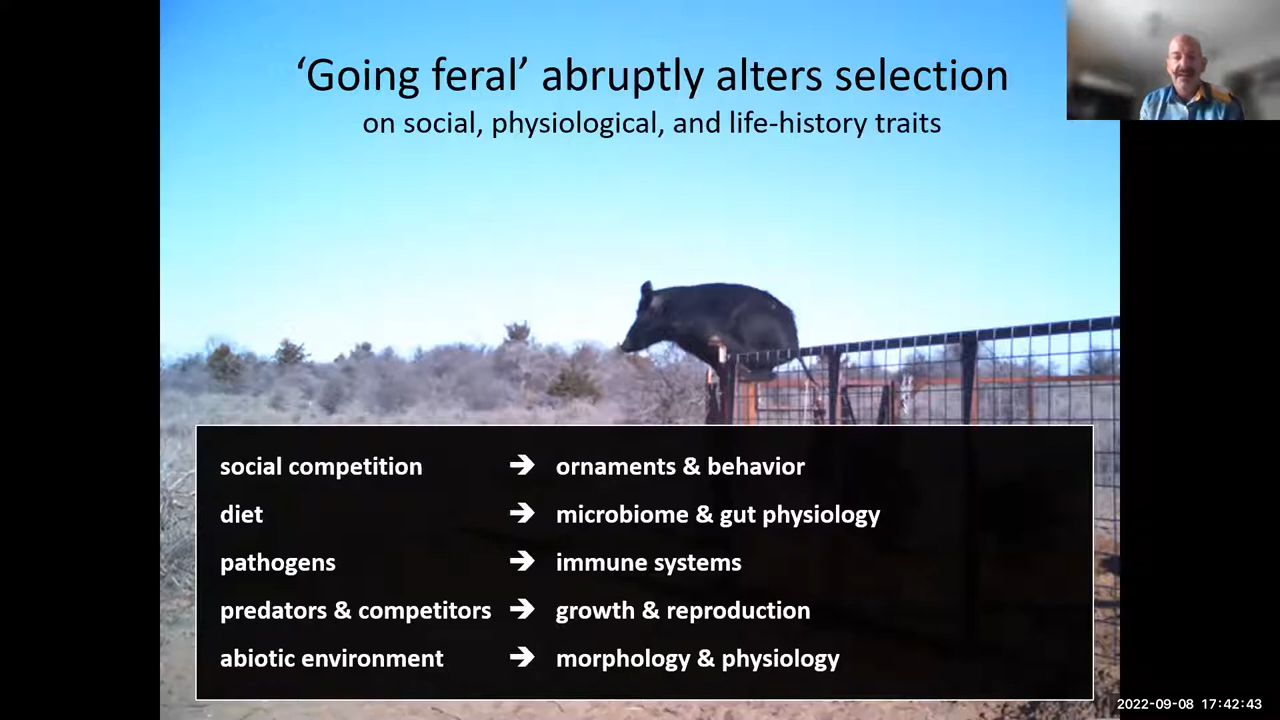 ‘Going feral’ abruptly alters selection
on social, physiological, and life-history traits
social competition → ornaments & behavior
diet → microbiome & gut physiology
pathogens → immune systems
predators & competitors → growth & reproduction
abiotic environment → morphology & physiology
2022-09-08 17:42:43